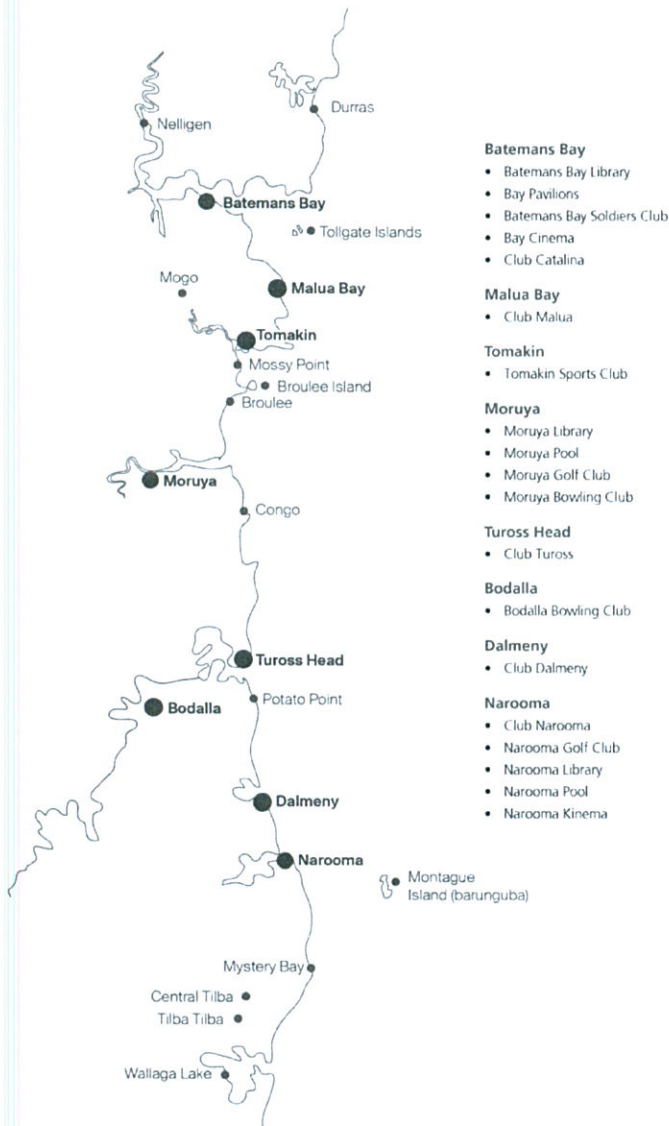 Durras
Nelligen
Batemans Bay
Tollgate Islands
Mogo
Malua Bay
Tomakin
Mossy Point
Broulee Island
Broulee
Moruya
Congo
Tuross Head
Potato Point
Bodalla
Dalmeny
Narooma
Montague
Island (barunguba)
Mystery Bay
Central Tilba
Tilba Tilba
Wallaga Lake
Batemans Bay
• Batemans Bay Library
• Bay Pavilions
• Batemans Bay Soldiers Club
• Bay Cinema
• Club Catalina
Malua Bay
• Club Malua
Tomakin
• Tomakin Sports Club
Moruya
• Moruya Library
• Moruya Pool
• Moruya Golf Club
• Moruya Bowling Club
Tuross Head
• Club Tuross
Bodalla
• Bodalla Bowling Club
Dalmeny
• Club Dalmeny
Narooma
• Club Narooma
• Narooma Golf Club
• Narooma Library
• Narooma Pool
• Narooma Kinema